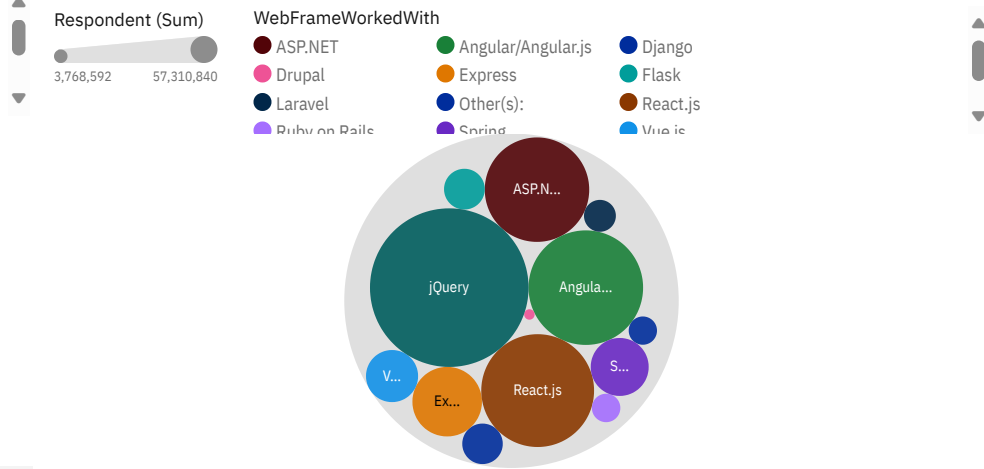 Respondent (Sum)
3,768,592 57,310,840
WebFrameWorkedWith
ASP.NET Angular/Angular.js Django
Drupal Express Flask
Laravel Other(s): React.js
Ruby on Rails Spring Vue.js
ASP.N...
jQuery
Angula...
S...
V...
React.js
Ex...